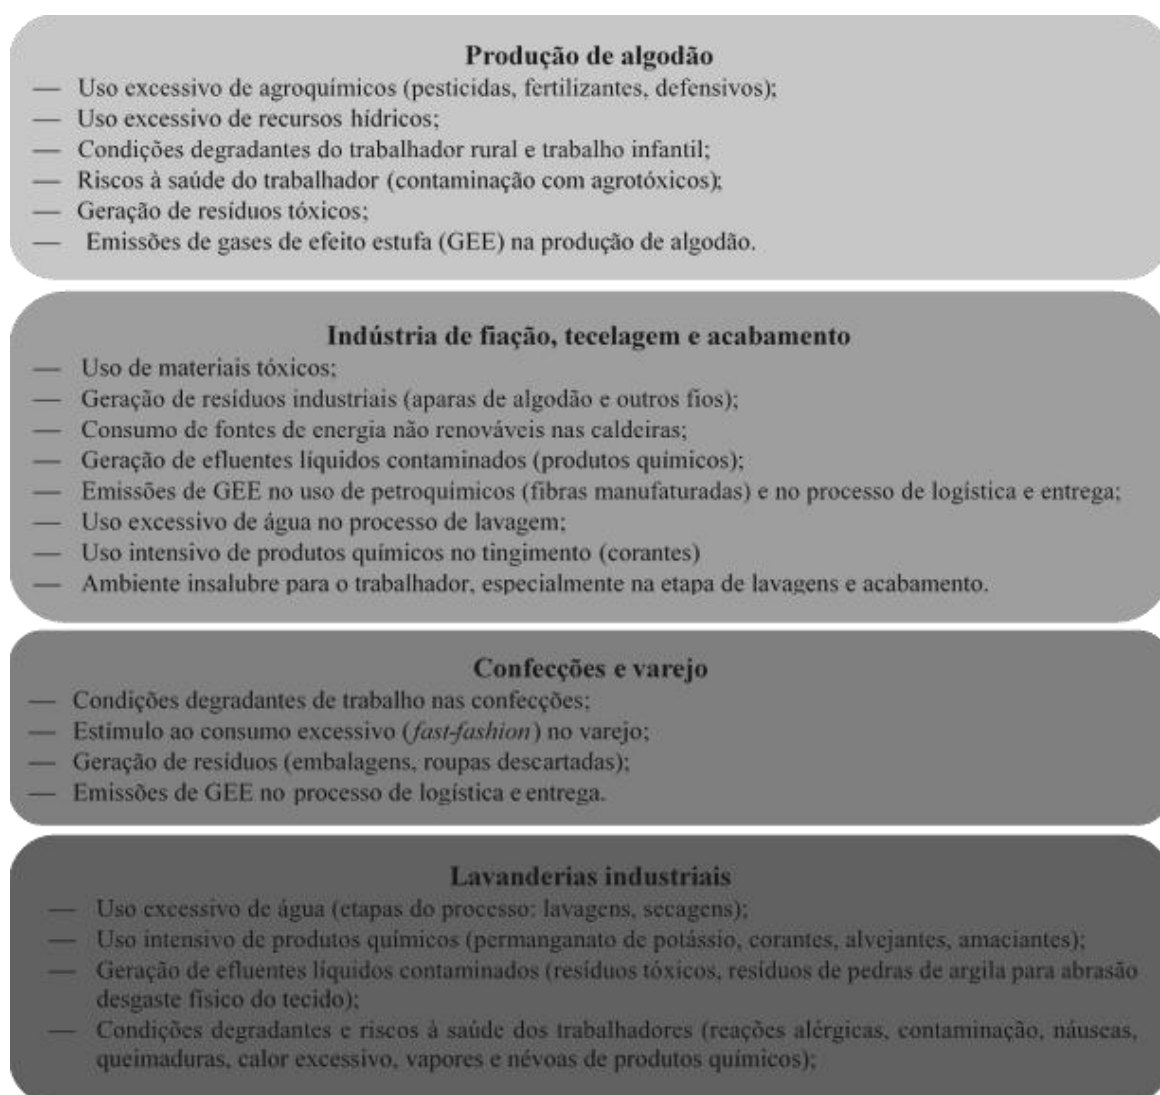 Produção de algodão
— Uso excessivo de agroquímicos (pesticidas, fertilizantes, defensivos);
— Uso excessivo de recursos hídricos;
— Condições degradantes do trabalhador rural e trabalho infantil;
— Riscos à saúde do trabalhador (contaminação com agrotóxicos);
— Geração de resíduos tóxicos;
— Emissões de gases de efeito estufa (GEE) na produção de algodão.
Indústria de fiação, tecelagem e acabamento
— Uso de materiais tóxicos;
— Geração de resíduos industriais (aparas de algodão e outros fios);
— Consumo de fontes de energia não renováveis nas caldeiras;
— Geração de efluentes líquidos contaminados (produtos químicos);
— Emissões de GEE no uso de petroquímicos (fibras manufaturadas) e no processo de logística e entrega;
— Uso excessivo de água no processo de lavagem;
— Uso intensivo de produtos químicos no tingimento (corantes)
— Ambiente insalubre para o trabalhador, especialmente na etapa de lavagens e acabamento.
Confecções e varejo
— Condições degradantes de trabalho nas confecções;
— Estímulo ao consumo excessivo (fast-fashion) no varejo;
— Geração de resíduos (embalagens, roupas descartadas);
— Emissões de GEE no processo de logística e entrega.
Lavanderias industriais
— Uso excessivo de água (etapas do processo: lavagens, secagens);
— Uso intensivo de produtos químicos (permanganato de potássio, corantes, alvejantes, amaciantes);
— Geração de efluentes líquidos contaminados (resíduos tóxicos, resíduos de pedras de argila para abrasão
desgaste físico do tecido);
— Condições degradantes e riscos à saúde dos trabalhadores (reações alérgicas, contaminação, náuseas,
queimaduras, calor excessivo, vapores e névoas de produtos químicos);